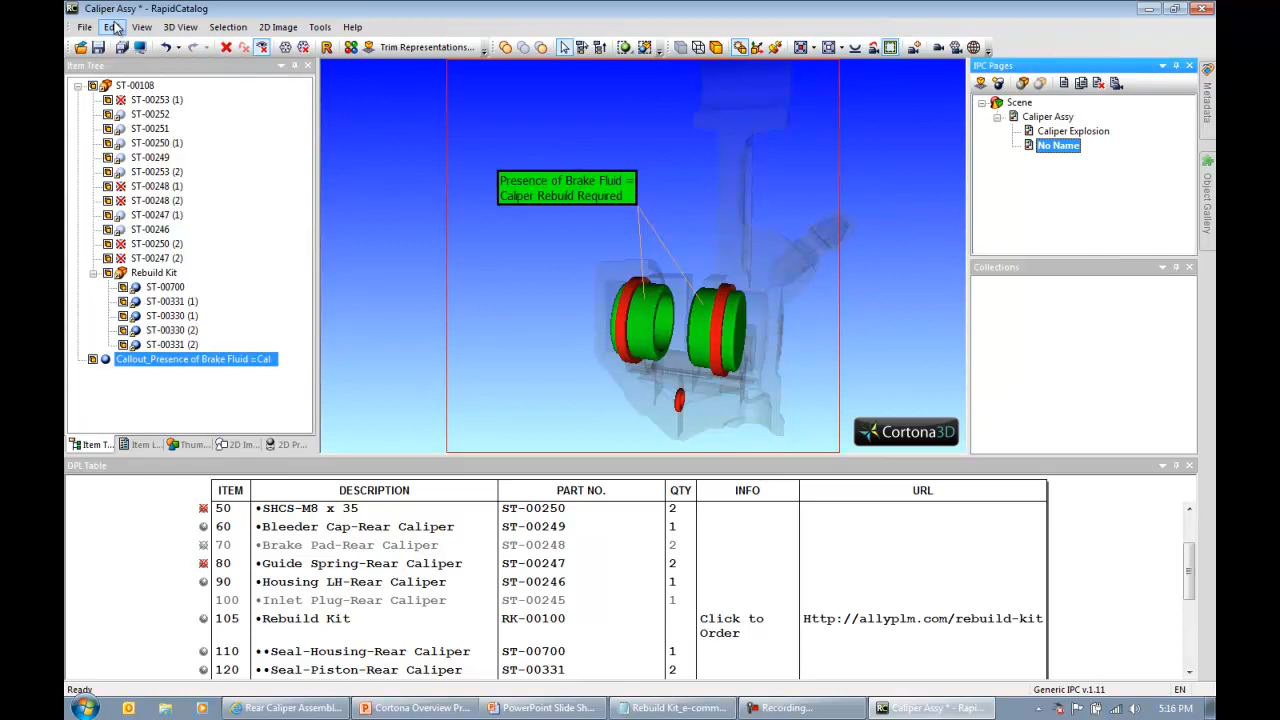 Caliper Assy * - RapidCatalog
File Edit View 3D View Selection 2D Image Tools Help
Trim Representations...
Item Tree
ST-00108
ST-00253 (1)
ST-00252
ST-00251
ST-00250 (1)
ST-00249
ST-00253 (2)
ST-00248 (1)
ST-00248 (2)
ST-00247 (1)
ST-00246
ST-00250 (2)
ST-00247 (2)
Rebuild Kit
ST-00700
ST-00331 (1)
ST-00330 (1)
ST-00330 (2)
ST-00331 (2)
Callout_Presence of Brake Fluid =Cal
Item T... Item L... Thum... 2D Im... 2D Pr...
Presence of Brake Fluid =
Caliper Rebuild Required
Cortona3D
IPC Pages
Scene
Caliper Assy
Caliper Explosion
No Name
Collections
Metadata
Object Gallery
DPL Table
ITEM DESCRIPTION PART NO. QTY INFO URL
50 •SHCS-M8 x 35 ST-00250 2
60 •Bleeder Cap-Rear Caliper ST-00249 1
70 •Brake Pad-Rear Caliper ST-00248 2
80 •Guide Spring-Rear Caliper ST-00247 2
90 •Housing LH-Rear Caliper ST-00246 1
100 •Inlet Plug-Rear Caliper ST-00245 1
105 •Rebuild Kit RK-00100 Click to Order Http://allyplm.com/rebuild-kit
110 ••Seal-Housing-Rear Caliper ST-00700 1
120 ••Seal-Piston-Rear Caliper ST-00331 2
Ready Generic IPC v.1.11 EN
Rear Caliper Assembl... Cortona Overview Pr... PowerPoint Slide Sh... Rebuild Kit_e-comm... Recording... Caliper Assy * - Rapi... 5:16 PM